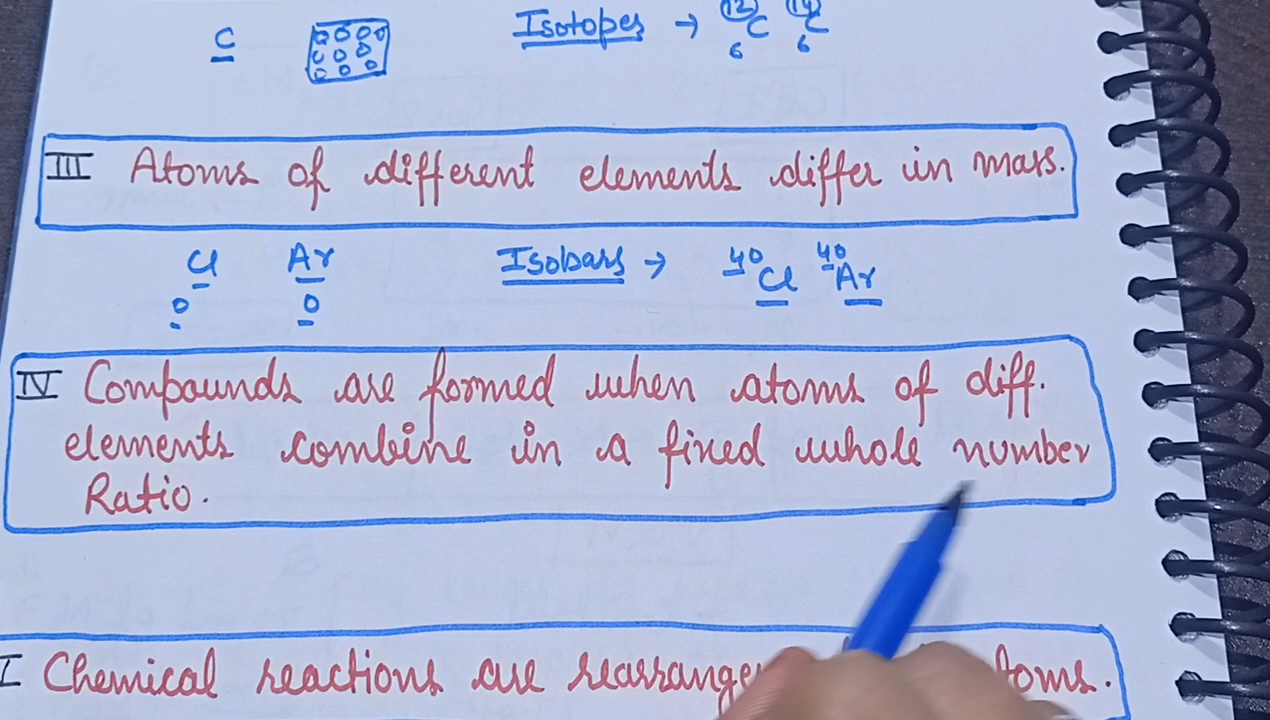 C Isotopes → ¹²₆C ¹⁴₆C
III Atoms of different elements differ in mass.
Cl Ar Isobars → ⁴⁰Cl ⁴⁰Ar
IV Compounds are formed when atoms of diff.
elements combine in a fixed whole number
Ratio.
I Chemical reactions are